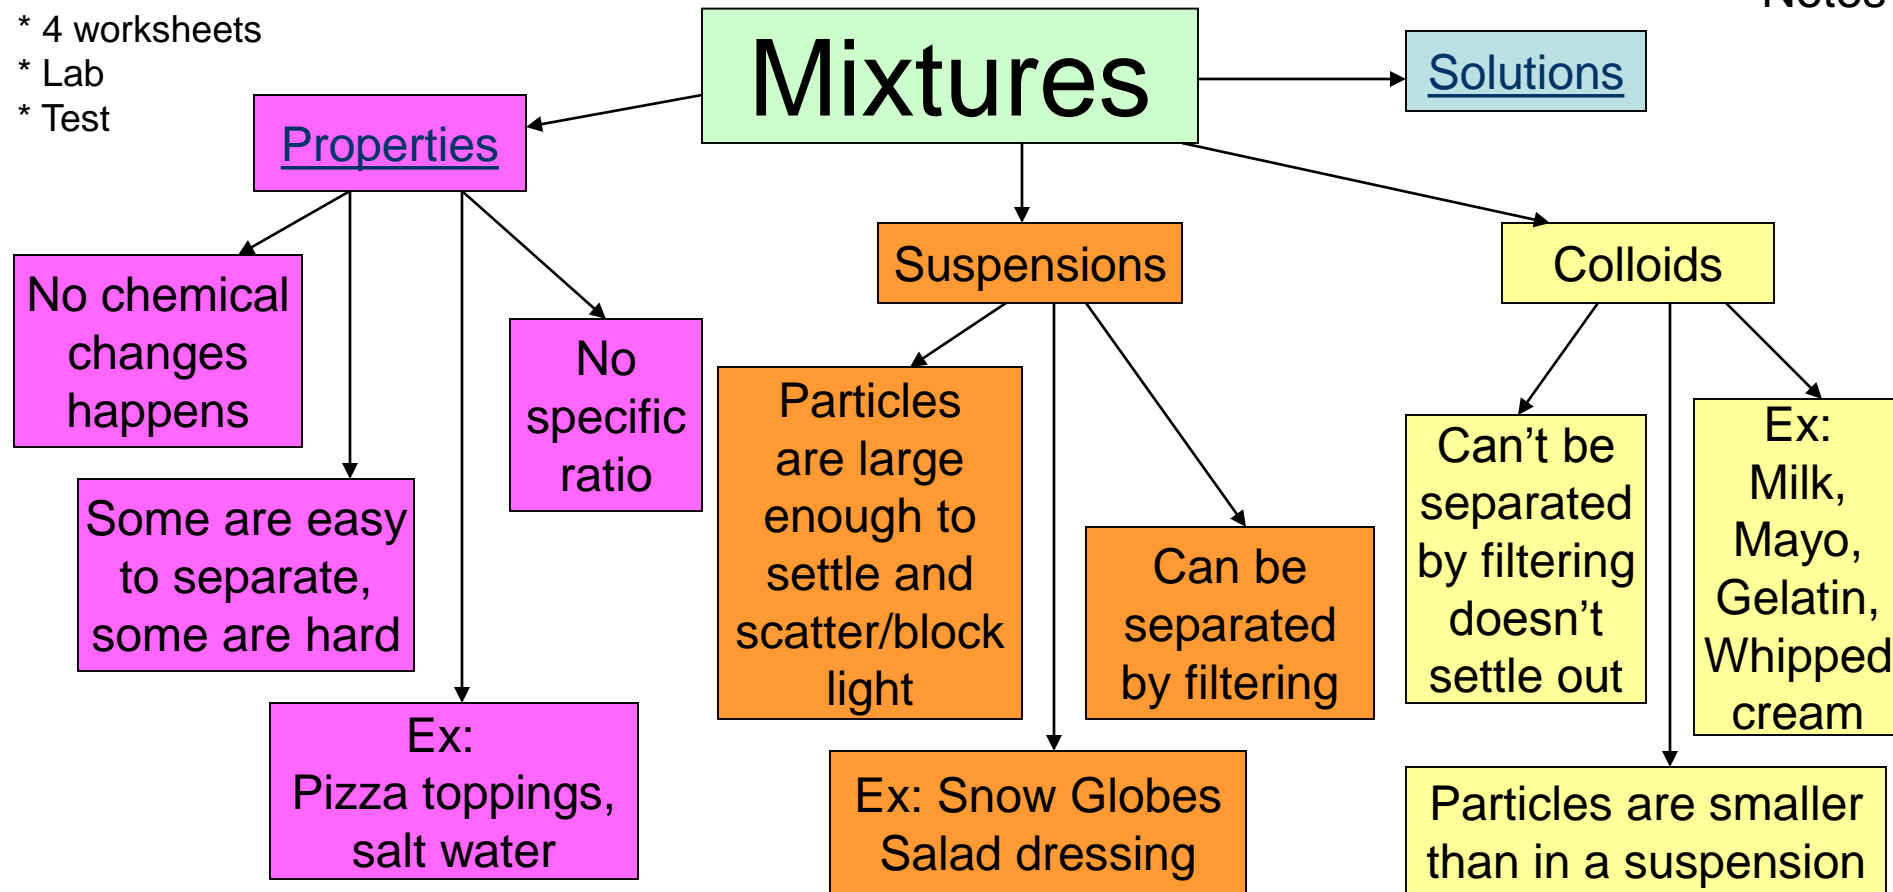 * 4 worksheets
* Lab
* Test
Notes
Mixtures
Solutions
Properties
No chemical
changes
happens
Some are easy
to separate,
some are hard
Ex:
Pizza toppings,
salt water
No
specific
ratio
Suspensions
Particles
are large
enough to
settle and
scatter/block
light
Ex: Snow Globes
Salad dressing
Can be
separated
by filtering
Colloids
Can’t be
separated
by filtering
doesn’t
settle out
Particles are smaller
than in a suspension
Ex:
Milk,
Mayo,
Gelatin,
Whipped
cream